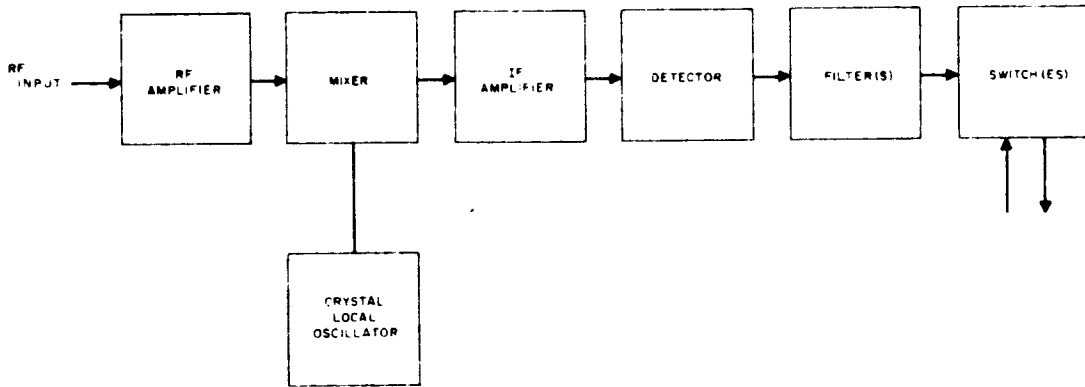 RF
INPUT
RF
AMPLIFIER
MIXER
IF
AMPLIFIER
DETECTOR
FILTER(S)
SWITCH(ES)
CRYSTAL
LOCAL
OSCILLATOR